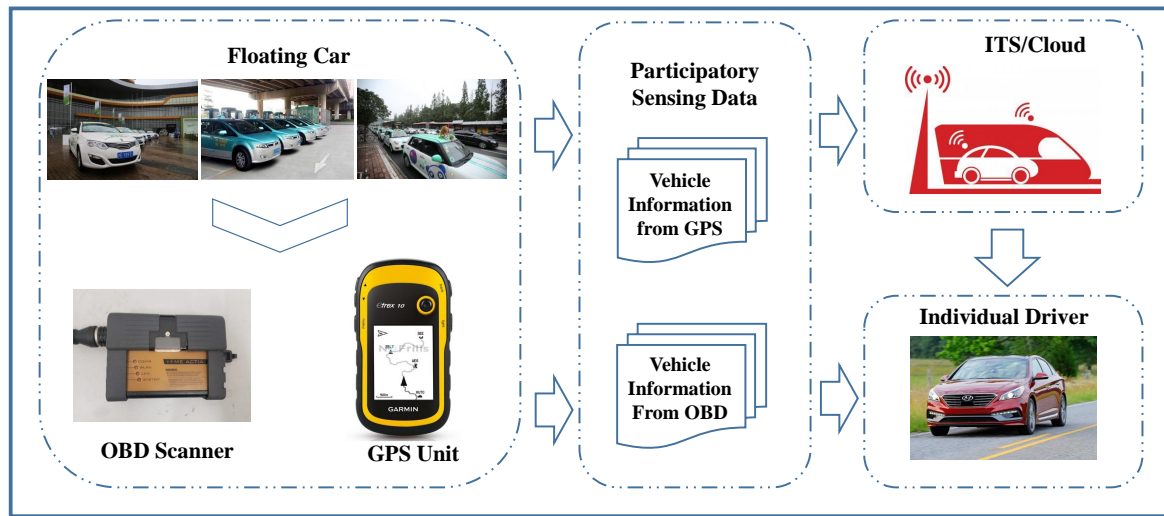 Floating Car
OBD Scanner
etrex 10
GARMIN
GPS Unit
Participatory
Sensing Data
Vehicle
Information
from GPS
Vehicle
Information
From OBD
ITS/Cloud
Individual Driver